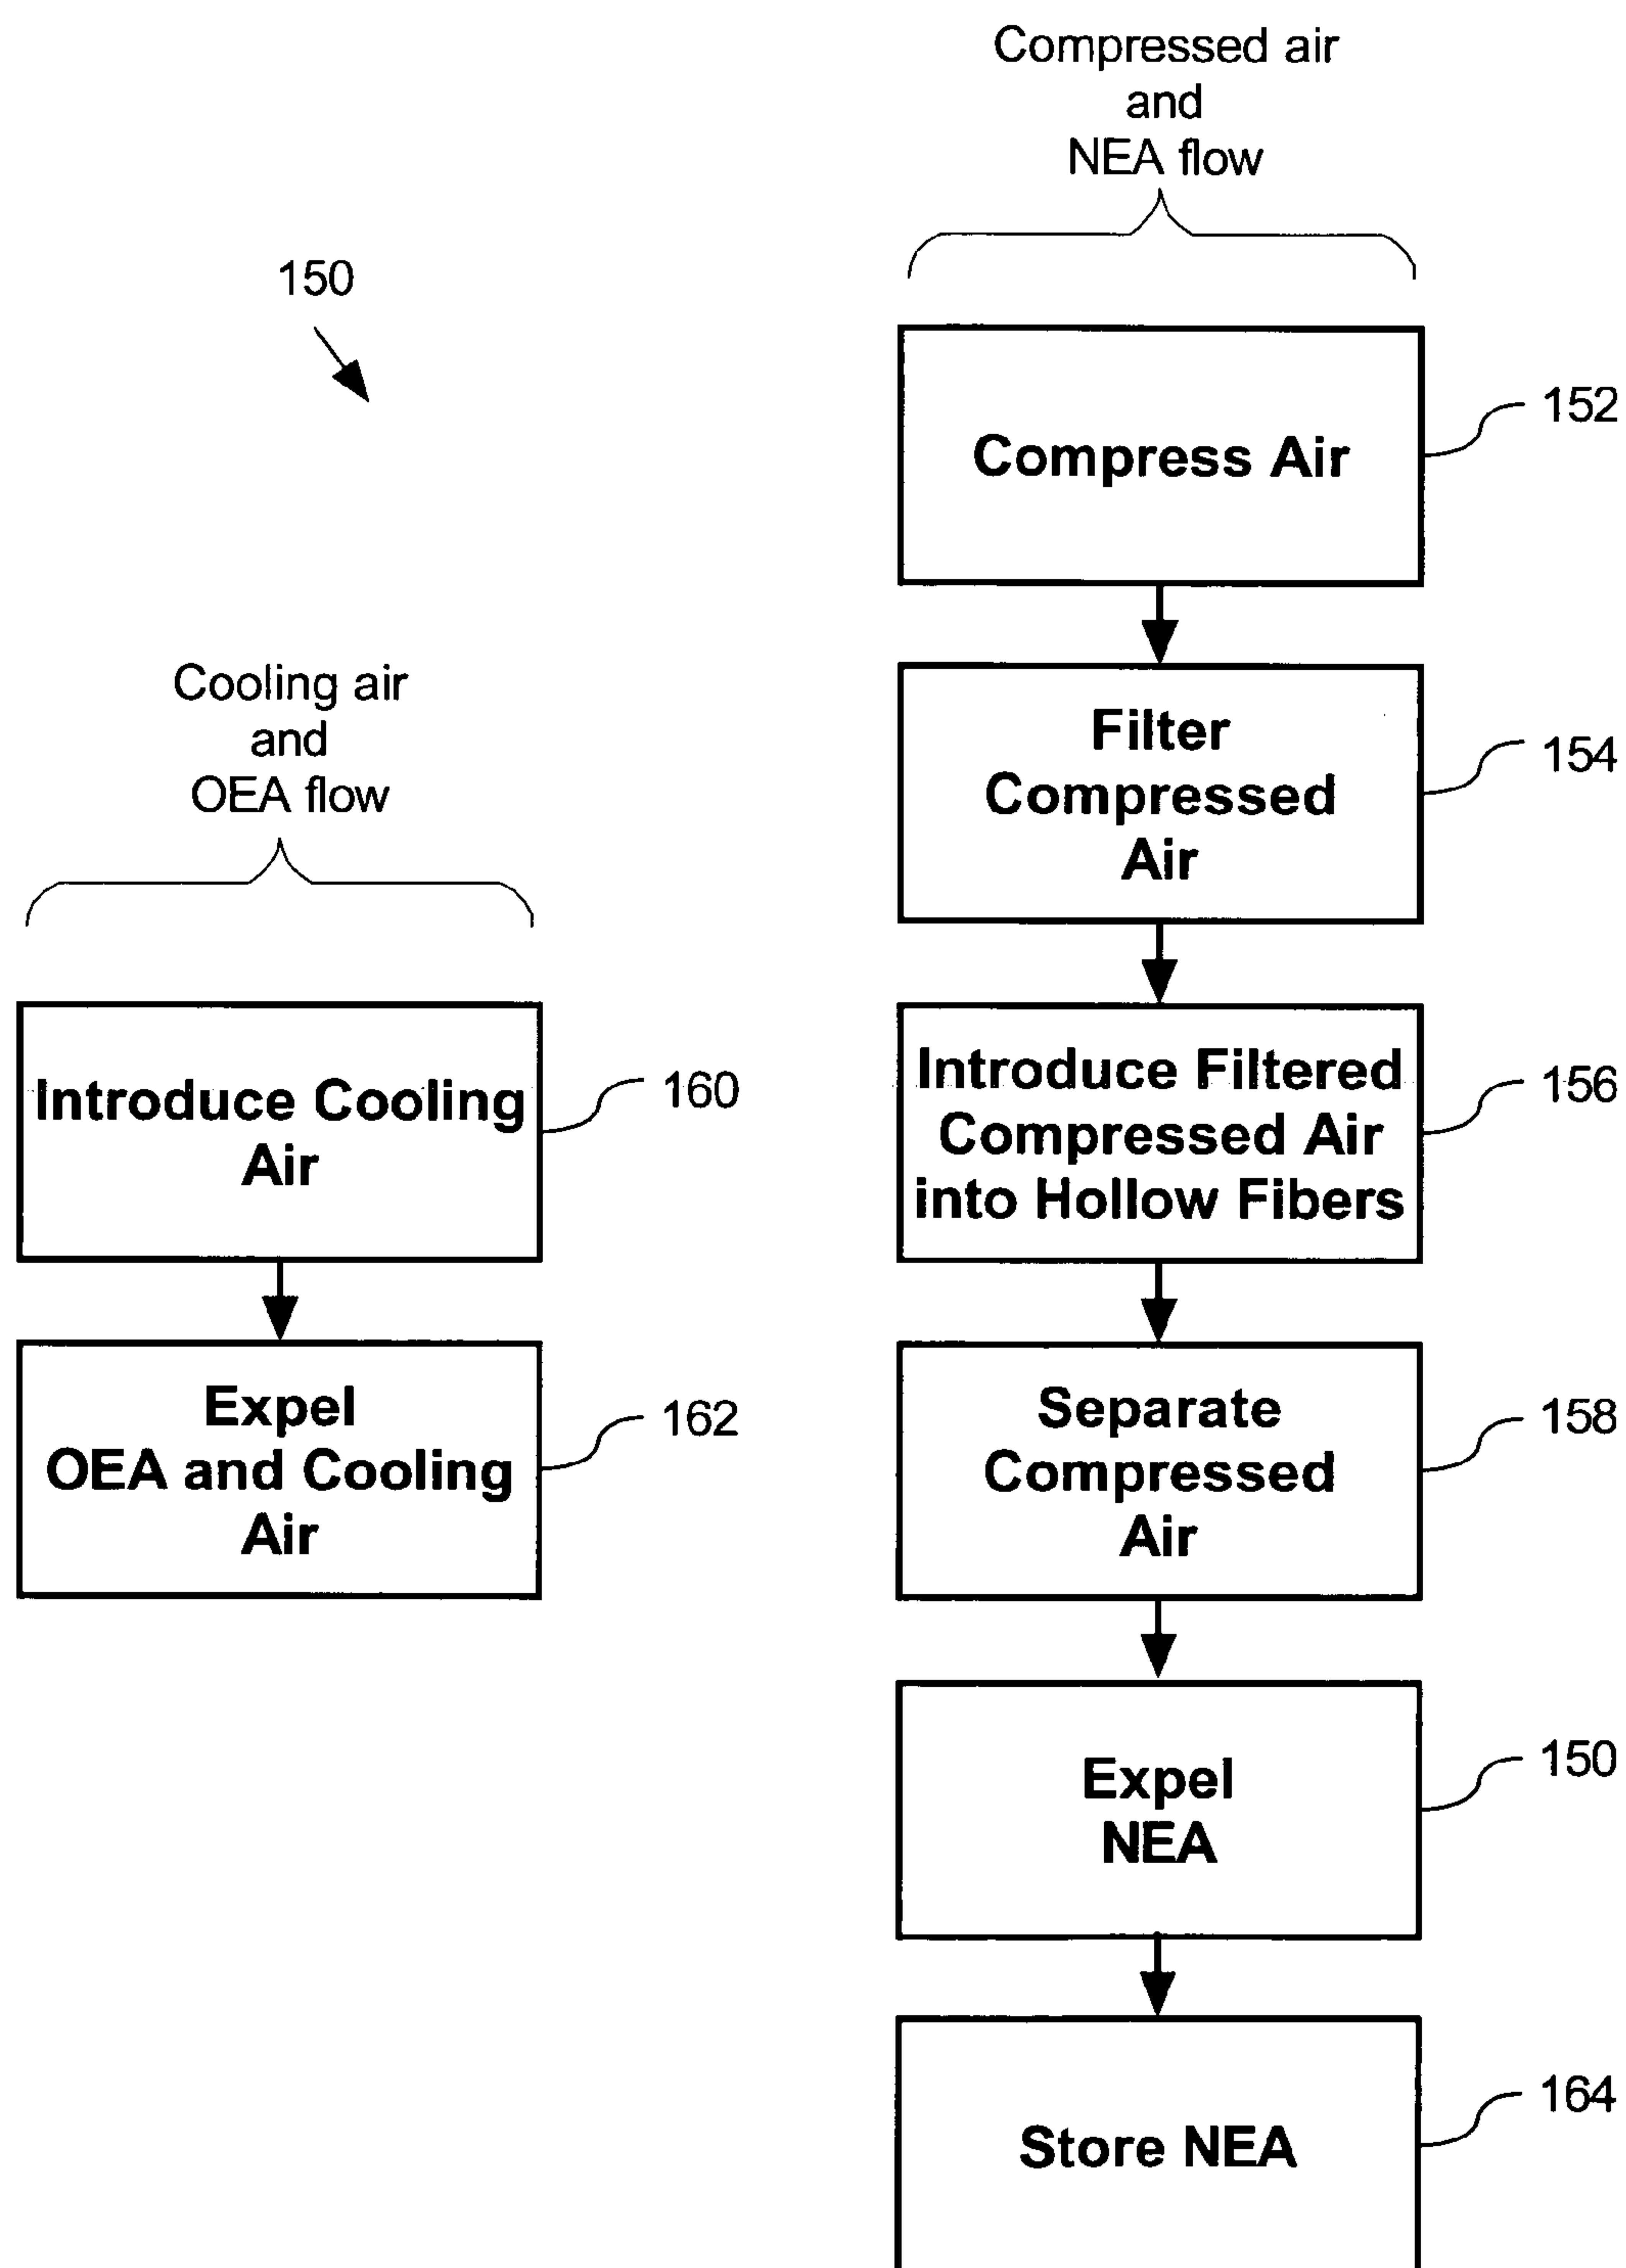 Compressed air
and
NEA flow
150
Compress Air
152
Cooling air
and
OEA flow
Filter
Compressed
Air
154
Introduce Cooling
Air
160
Introduce Filtered
Compressed Air
into Hollow Fibers
156
Expel
OEA and Cooling
Air
162
Separate
Compressed
Air
158
Expel
NEA
150
Store NEA
164